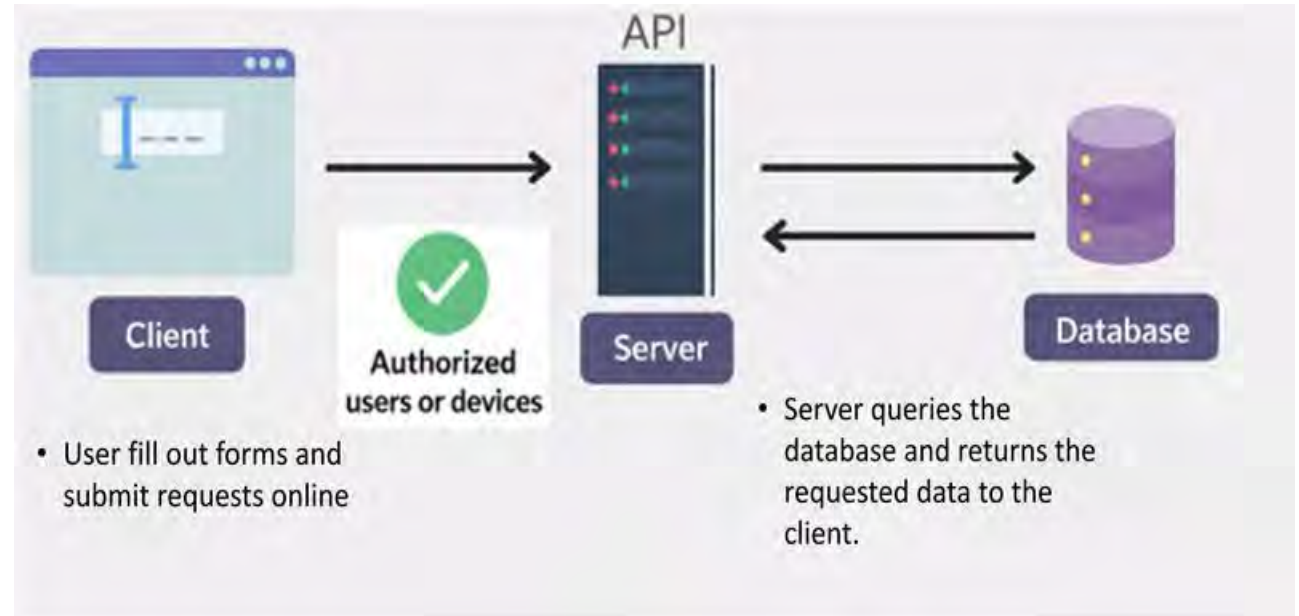 API
Client
Authorized
users or devices
Server
Database
• User fill out forms and
submit requests online
• Server queries the
database and returns the
requested data to the
client.